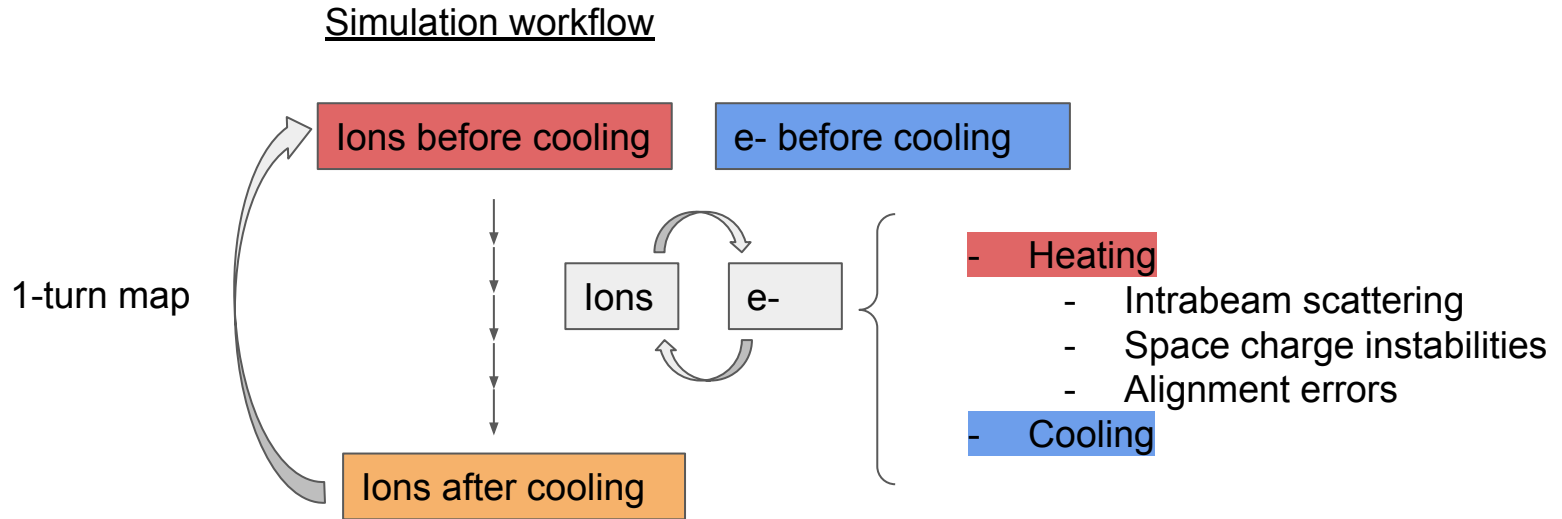 Simulation workflow
Ions before cooling
e- before cooling
1-turn map
Ions
e-
- Heating
- Intrabeam scattering
- Space charge instabilities
- Alignment errors
- Cooling
Ions after cooling